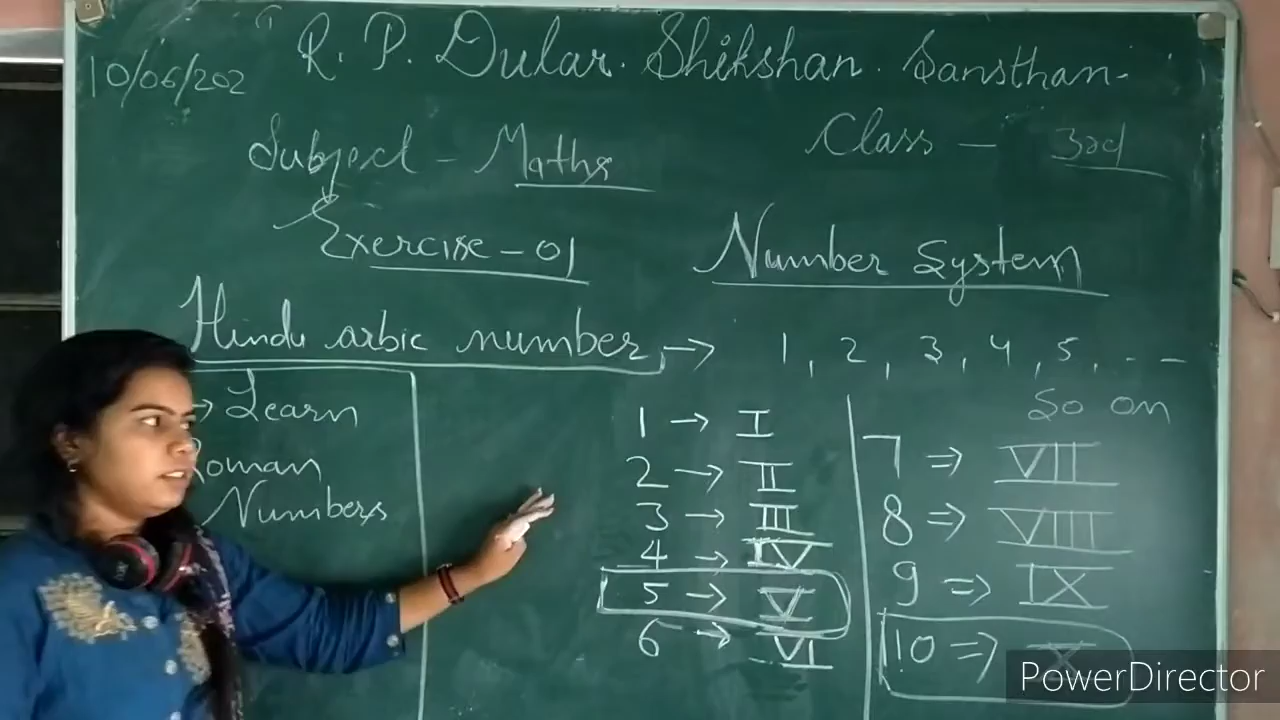 R. P. Dular. Shikshan. Sansthan.
10/06/202
Subject - Maths
Class - 3rd
Exercise - 01
Number System
Hindu arbic number, → 1, 2, 3, 4, 5, - - -
So on
→ Learn
Roman
Numbers
1 → I
2 → II
3 → III
4 → IV
5 → V
6 → VI
7 ⇒ VII
8 ⇒ VIII
9 ⇒ IX
10 ⇒ X
PowerDirector